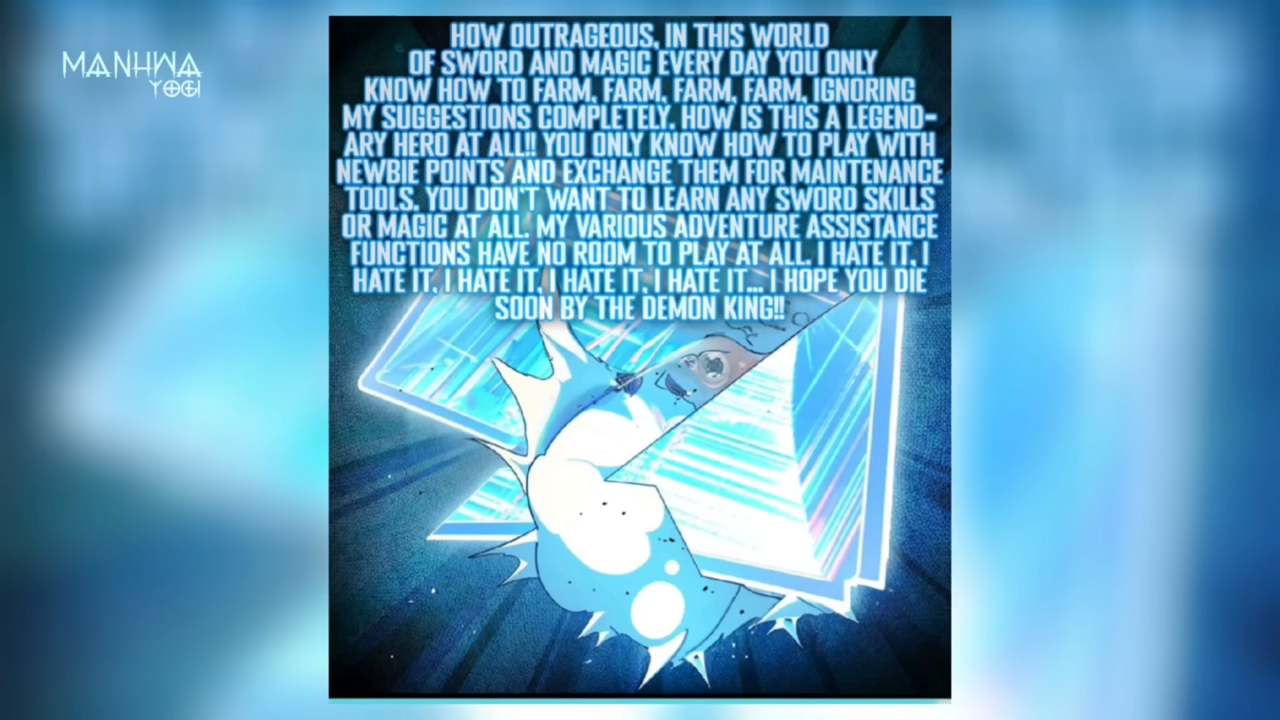 MANHWA
YOGI
HOW OUTRAGEOUS, IN THIS WORLD
OF SWORD AND MAGIC EVERY DAY YOU ONLY
KNOW HOW TO FARM, FARM, FARM, FARM, IGNORING
MY SUGGESTIONS COMPLETELY. HOW IS THIS A LEGEND-
ARY HERO AT ALL!! YOU ONLY KNOW HOW TO PLAY WITH
NEWBIE POINTS AND EXCHANGE THEM FOR MAINTENANCE
TOOLS. YOU DON'T WANT TO LEARN ANY SWORD SKILLS
OR MAGIC AT ALL. MY VARIOUS ADVENTURE ASSISTANCE
FUNCTIONS HAVE NO ROOM TO PLAY AT ALL. I HATE IT, I
HATE IT, I HATE IT, I HATE IT, I HATE IT... I HOPE YOU DIE
SOON BY THE DEMON KING!!